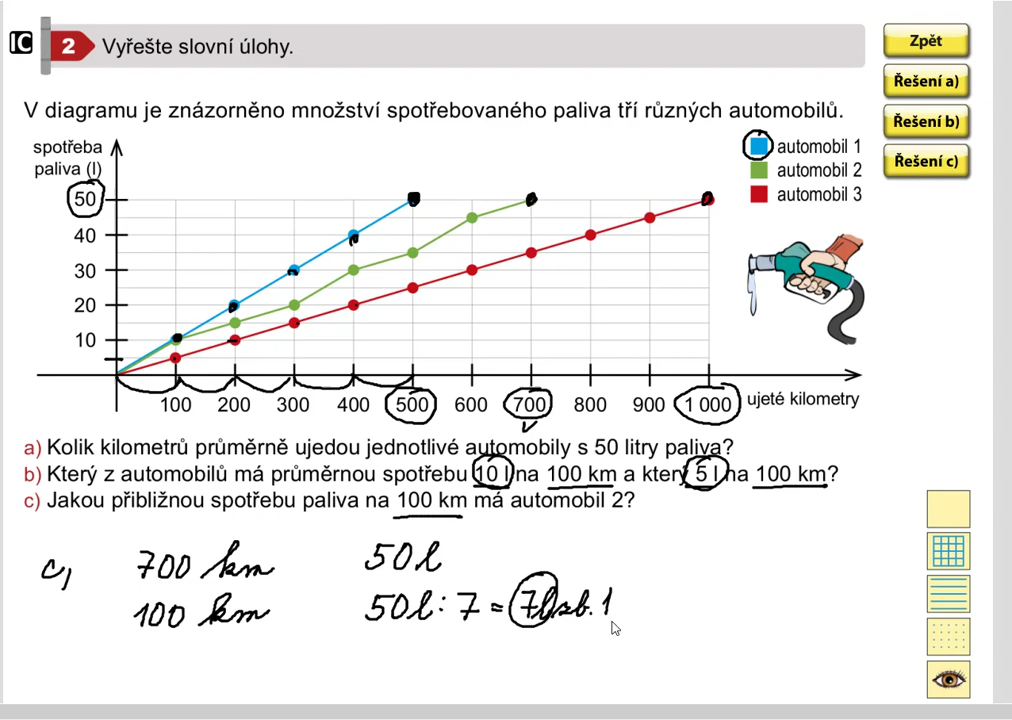 IC
2 Vyřešte slovní úlohy.
Zpět
Řešení a)
Řešení b)
Řešení c)
V diagramu je znázorněno množství spotřebovaného paliva tří různých automobilů.
spotřeba
paliva (l)
automobil 1
automobil 2
automobil 3
50
40
30
20
10
100 200 300 400 500 600 700 800 900 1 000 ujeté kilometry
a) Kolik kilometrů průměrně ujedou jednotlivé automobily s 50 litry paliva?
b) Který z automobilů má průměrnou spotřebu 10 l na 100 km a který 5 l na 100 km?
c) Jakou přibližnou spotřebu paliva na 100 km má automobil 2?
c) 700 km 50 l
100 km 50 l : 7 = 7 l zb. 1